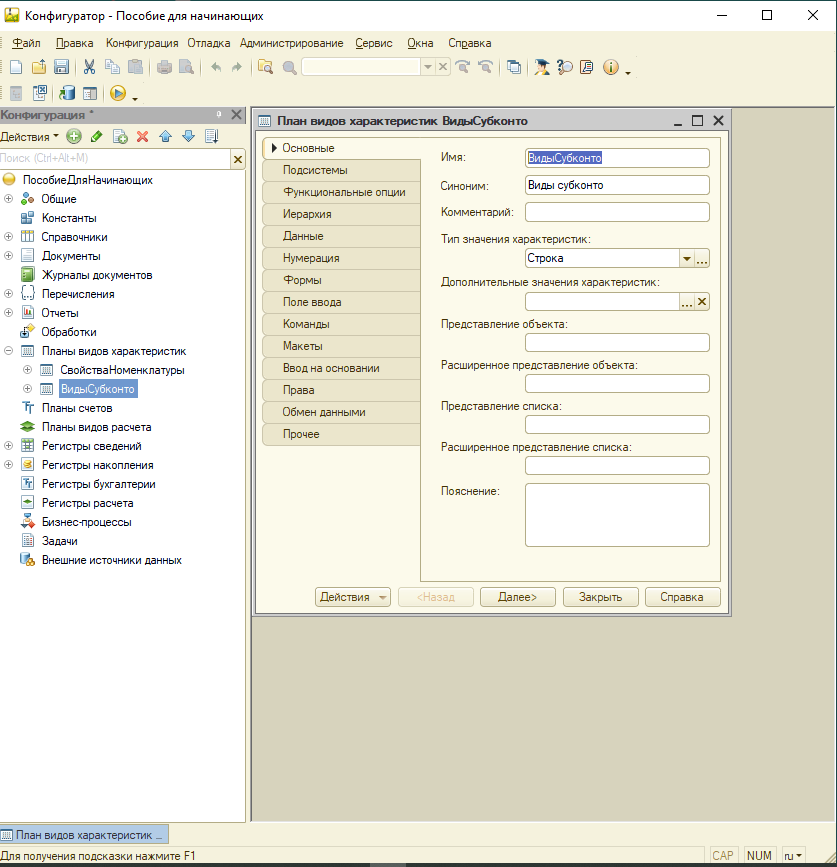 Конфигуратор - Пособие для начинающих
Файл Правка Конфигурация Отладка Администрирование Сервис Окна Справка
Конфигурация *
Действия
Поиск (Ctrl+Alt+M)
ПособиеДляНачинающих
Общие
Константы
Справочники
Документы
Журналы документов
Перечисления
Отчеты
Обработки
Планы видов характеристик
СвойстваНоменклатуры
ВидыСубконто
Планы счетов
Планы видов расчета
Регистры сведений
Регистры накопления
Регистры бухгалтерии
Регистры расчета
Бизнес-процессы
Задачи
Внешние источники данных
План видов характеристик ВидыСубконто
Основные
Подсистемы
Функциональные опции
Иерархия
Данные
Нумерация
Формы
Поле ввода
Команды
Макеты
Ввод на основании
Права
Обмен данными
Прочее
Имя: ВидыСубконто
Синоним: Виды субконто
Комментарий:
Тип значения характеристик:
Строка ...
Дополнительные значения характеристик:
...
Представление объекта:
Расширенное представление объекта:
Представление списка:
Расширенное представление списка:
Пояснение:
Действия <Назад Далее> Закрыть Справка
План видов характеристик ...
Для получения подсказки нажмите F1 CAP NUM ru